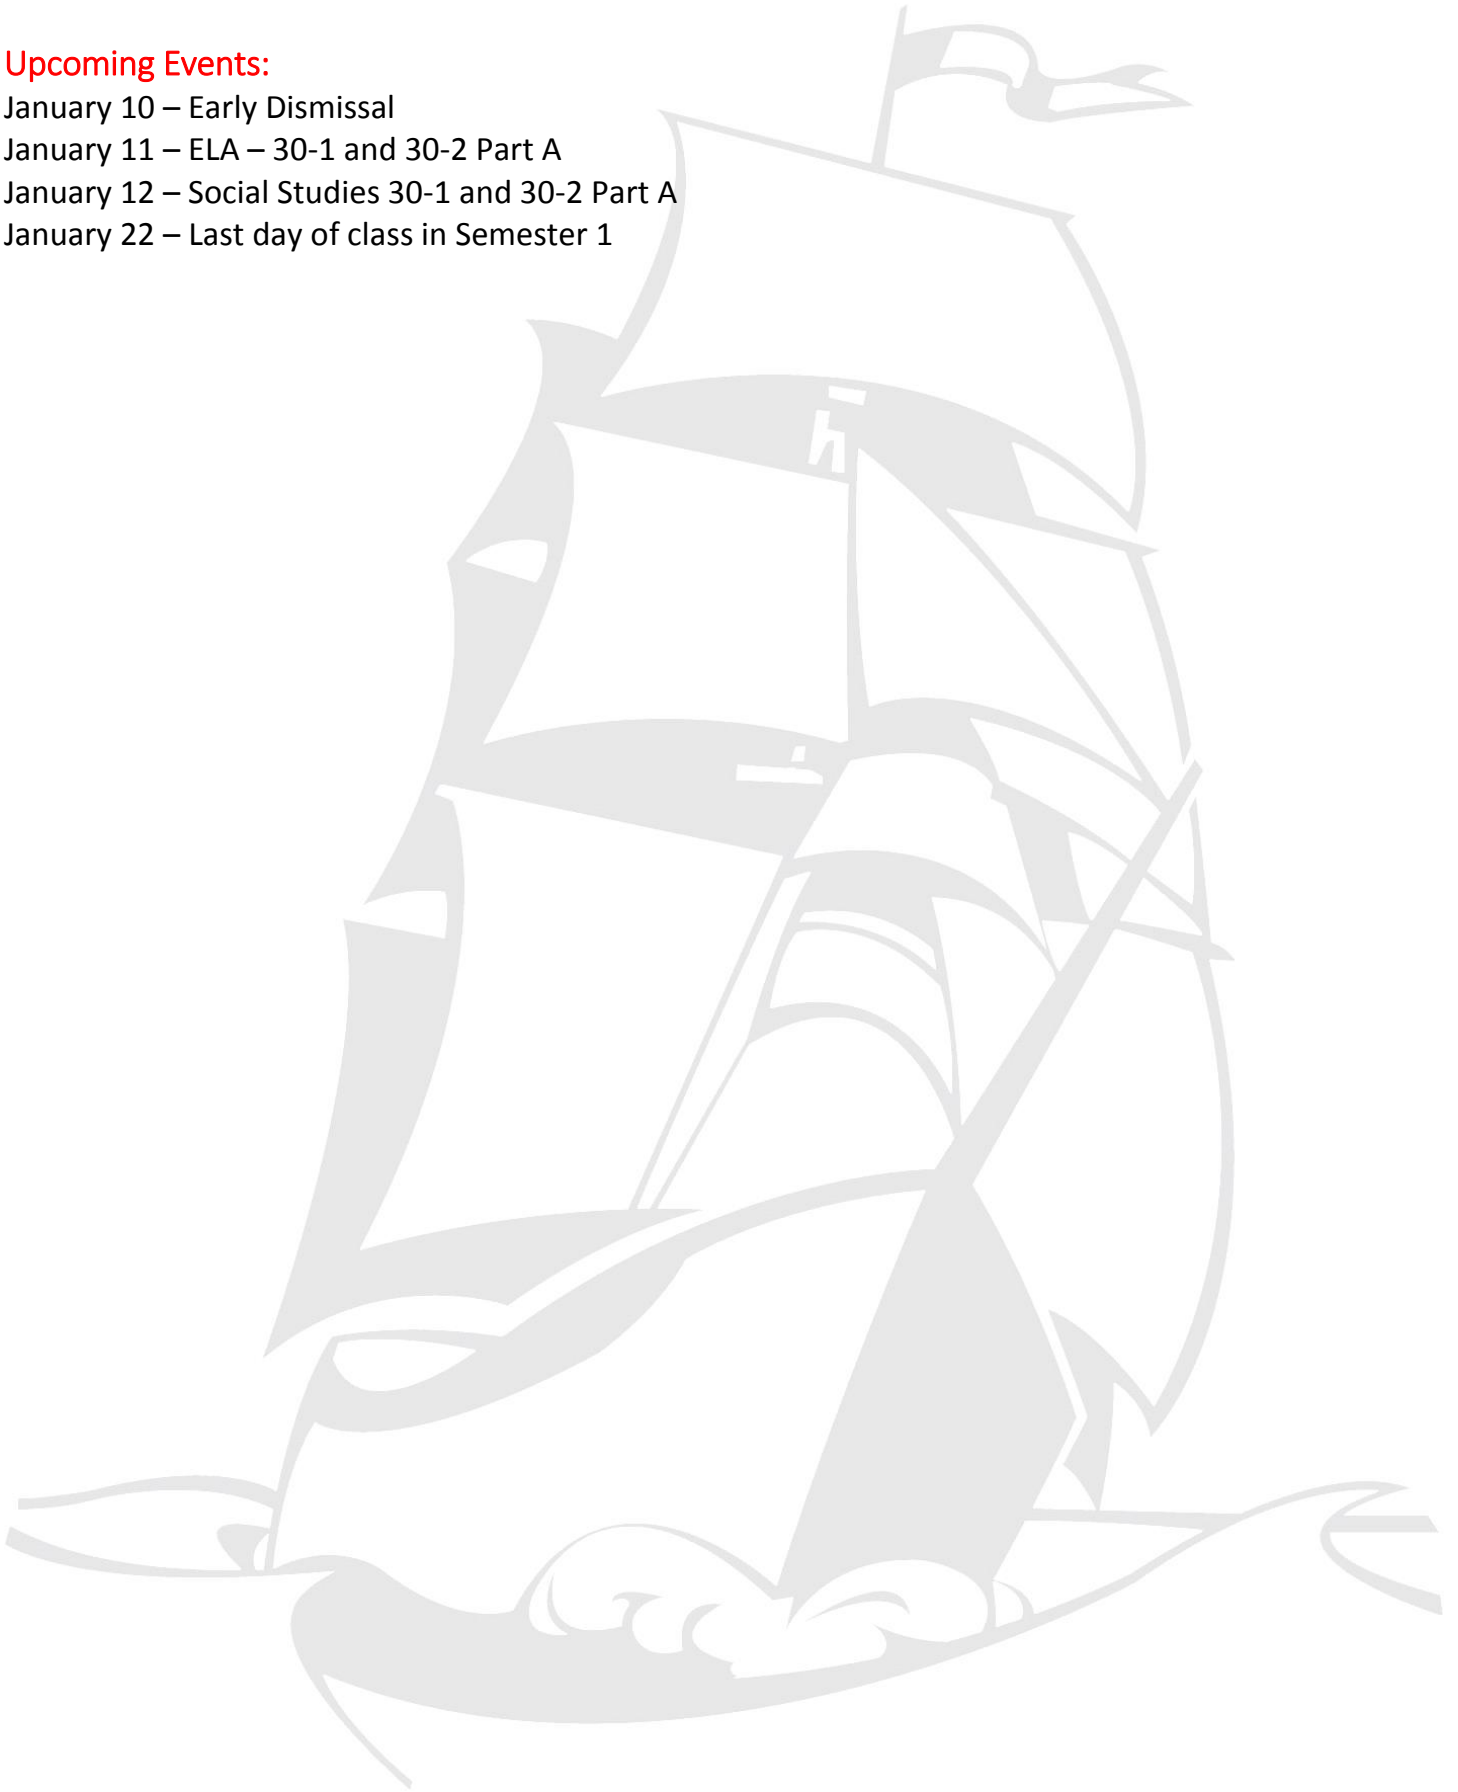 Upcoming Events:
January 10 – Early Dismissal
January 11 – ELA – 30-1 and 30-2 Part A
January 12 – Social Studies 30-1 and 30-2 Part A
January 22 – Last day of class in Semester 1